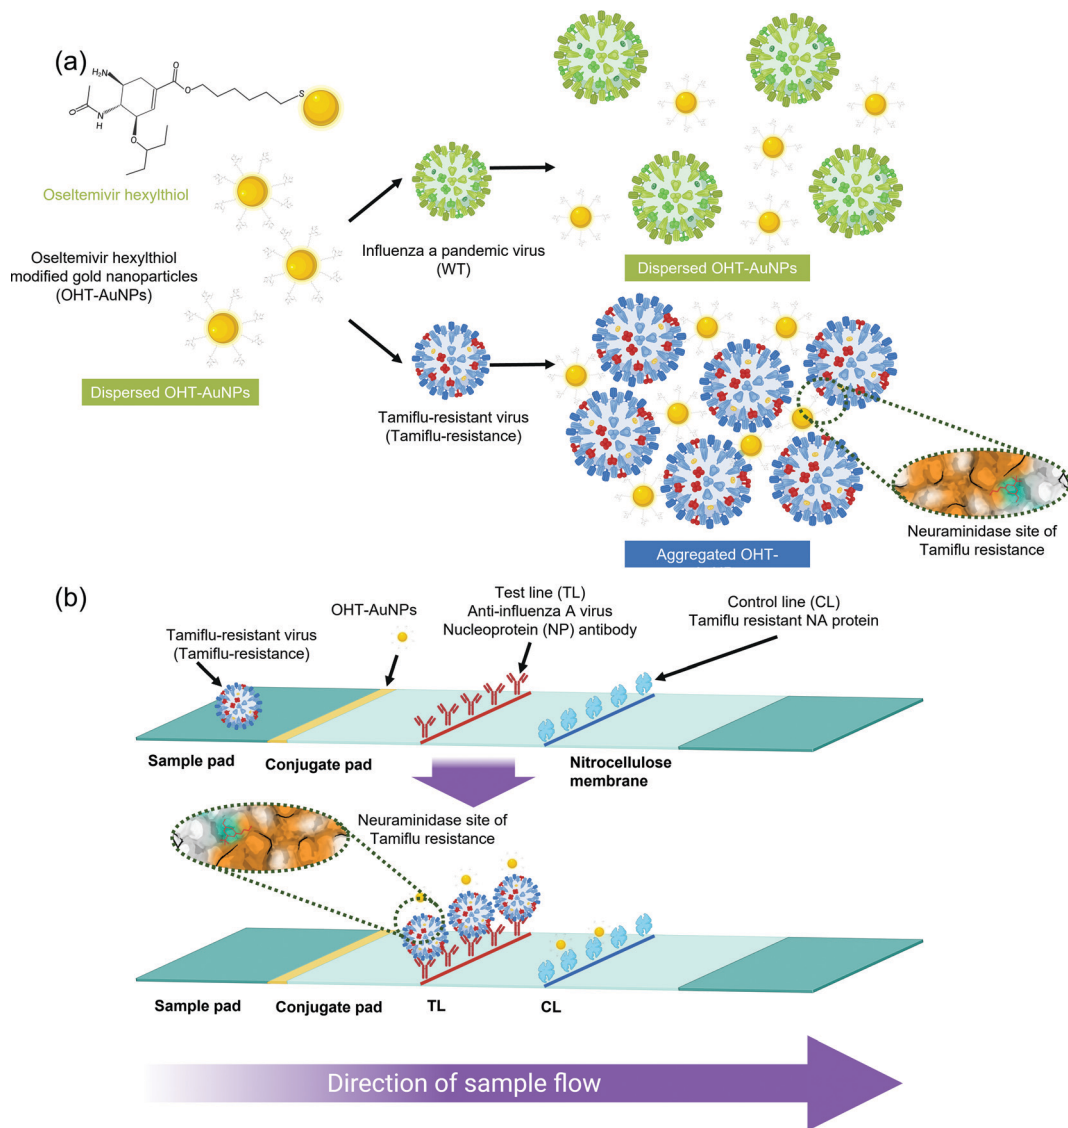 (a)
H₂N
O
O
S
O
N
H
O
Oseltemivir hexylthiol
Oseltemivir hexylthiol
modified gold nanoparticles
(OHT-AuNPs)
Dispersed OHT-AuNPs
Influenza a pandemic virus
(WT)
Dispersed OHT-AuNPs
Tamiflu-resistant virus
(Tamiflu-resistance)
Aggregated OHT-
Neuraminidase site of
Tamiflu resistance
(b)
Tamiflu-resistant virus
(Tamiflu-resistance)
OHT-AuNPs
Test line (TL)
Anti-influenza A virus
Nucleoprotein (NP) antibody
Control line (CL)
Tamiflu resistant NA protein
Sample pad
Conjugate pad
Nitrocellulose
membrane
Neuraminidase site of
Tamiflu resistance
Sample pad
Conjugate pad
TL
CL
Direction of sample flow